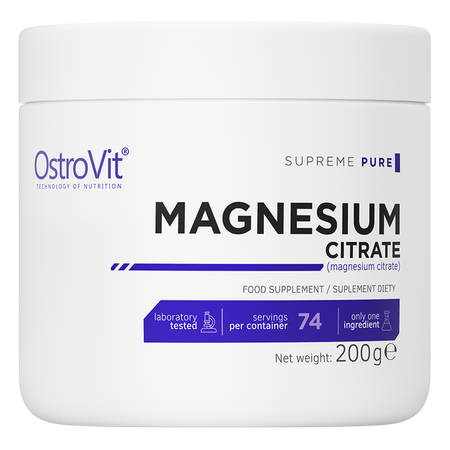 OstroVit®
TECHNOLOGY OF NUTRITION
SUPREME PURE
MAGNESIUM
CITRATE
(magnesium citrate)
FOOD SUPPLEMENT / SUPLEMENT DIETY
laboratory tested
servings per container 74
only one ingredient
Net weight: 200g℮